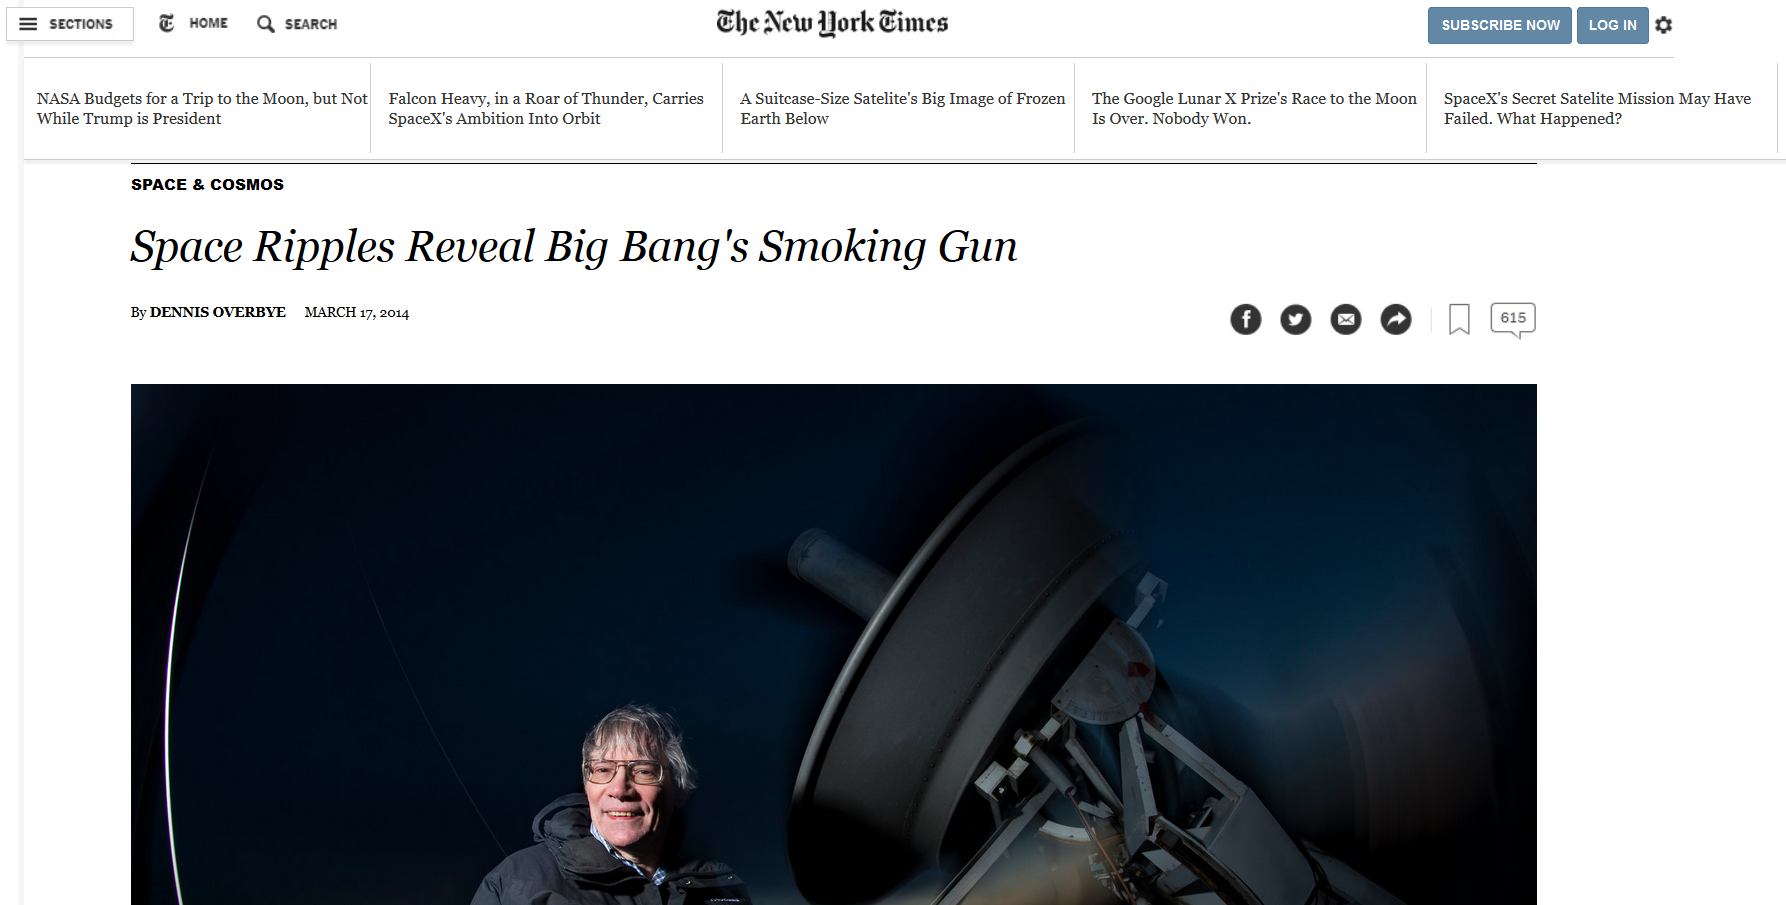 SECTIONS
HOME
SEARCH
The New York Times
SUBSCRIBE NOW
LOG IN
NASA Budgets for a Trip to the Moon, but Not
While Trump is President
Falcon Heavy, in a Roar of Thunder, Carries
SpaceX's Ambition Into Orbit
A Suitcase-Size Satelite's Big Image of Frozen
Earth Below
The Google Lunar X Prize's Race to the Moon
Is Over. Nobody Won.
SpaceX's Secret Satelite Mission May Have
Failed. What Happened?
SPACE & COSMOS
Space Ripples Reveal Big Bang's Smoking Gun
By DENNIS OVERBYE MARCH 17, 2014
615